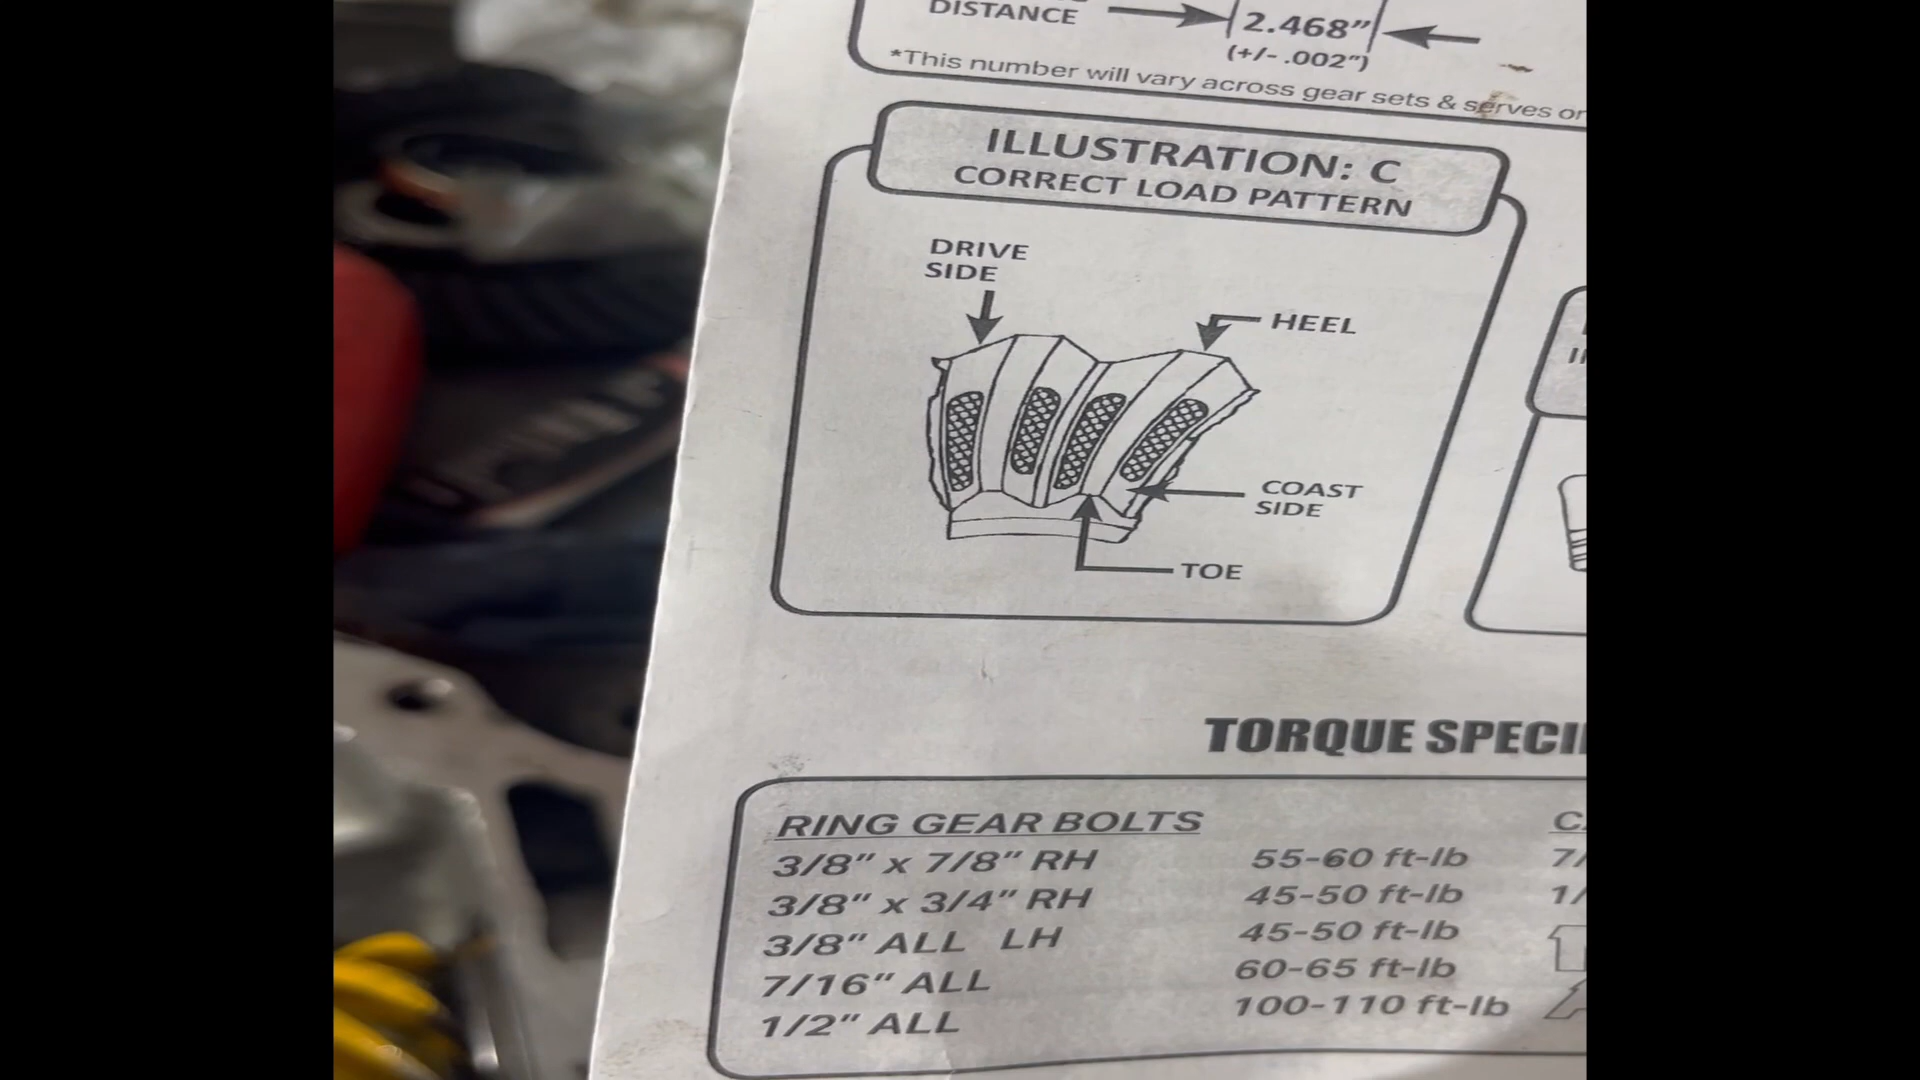 DISTANCE
2.468"
(+/- .002")
*This number will vary across gear sets & serves
ILLUSTRATION: C
CORRECT LOAD PATTERN
DRIVE
SIDE
HEEL
COAST
SIDE
TOE
TORQUE
RING GEAR BOLTS
3/8" x 7/8" RH 55-60 ft-lb
3/8" x 3/4" RH 45-50 ft-lb
3/8" ALL LH 45-50 ft-lb
7/16" ALL 60-65 ft-lb
1/2" ALL 100-110 ft-lb